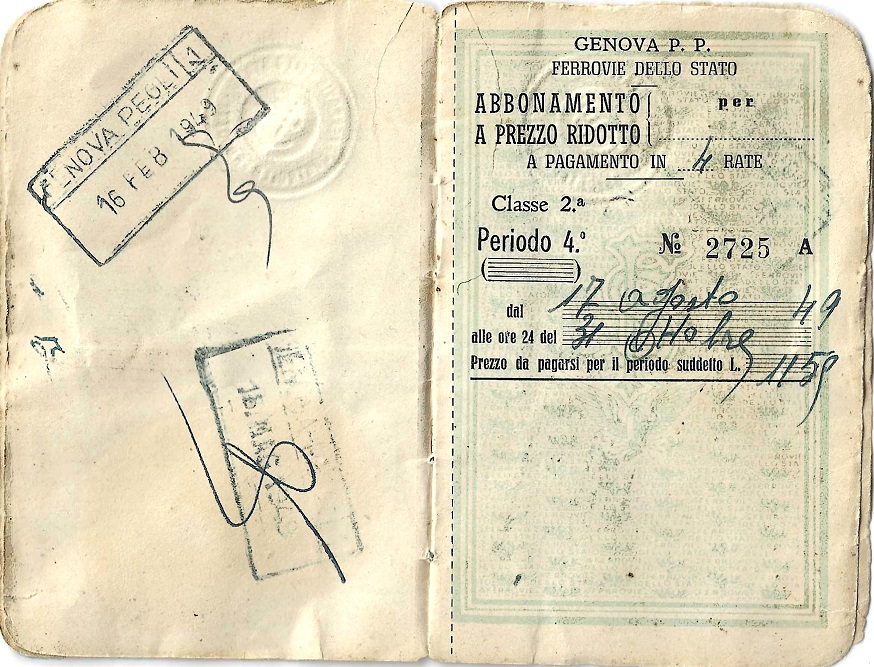 GENOVA PEGLI
16 FEB 1949
GENOVA P. P.
FERROVIE DELLO STATO
ABBONAMENTO
A PREZZO RIDOTTO
per
A PAGAMENTO IN 4 RATE
Classe 2.ª
Periodo 4.º № 2725 A
dal 17 agosto 49
alle ore 24 del 31 Ottobre
Prezzo da pagarsi per il periodo suddetto L. 1159